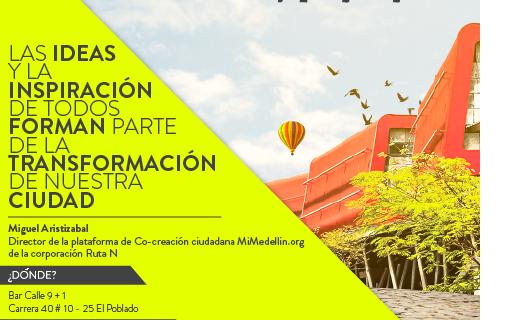 LAS IDEAS
Y LA
INSPIRACIÓN
DE TODOS
FORMAN PARTE
DE LA
TRANSFORMACIÓN
DE NUESTRA
CIUDAD
Miguel Aristizabal
Director de la plataforma de Co-creación ciudadana MiMedellin.org
de la corporación Ruta N
¿DÓNDE?
Bar Calle 9 + 1
Carrera 40 # 10 - 25 El Poblado